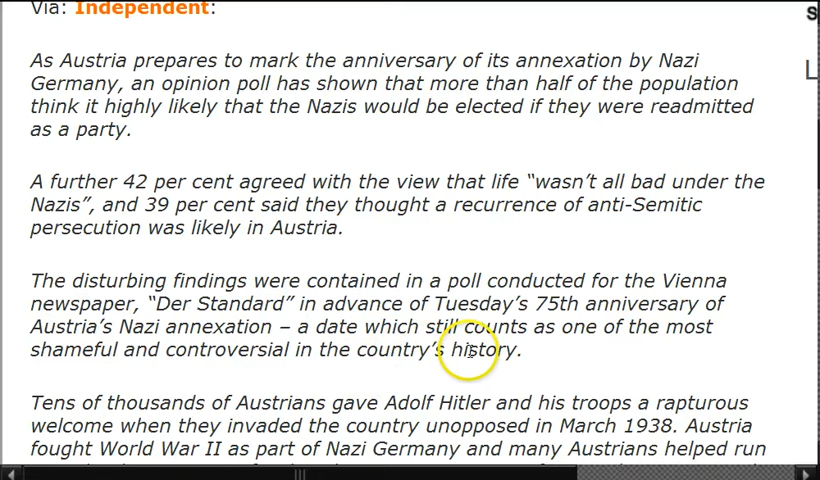 Via: Independent:
As Austria prepares to mark the anniversary of its annexation by Nazi
Germany, an opinion poll has shown that more than half of the population
think it highly likely that the Nazis would be elected if they were readmitted
as a party.
A further 42 per cent agreed with the view that life “wasn’t all bad under the
Nazis”, and 39 per cent said they thought a recurrence of anti-Semitic
persecution was likely in Austria.
The disturbing findings were contained in a poll conducted for the Vienna
newspaper, “Der Standard” in advance of Tuesday’s 75th anniversary of
Austria’s Nazi annexation – a date which still counts as one of the most
shameful and controversial in the country’s history.
Tens of thousands of Austrians gave Adolf Hitler and his troops a rapturous
welcome when they invaded the country unopposed in March 1938. Austria
fought World War II as part of Nazi Germany and many Austrians helped run